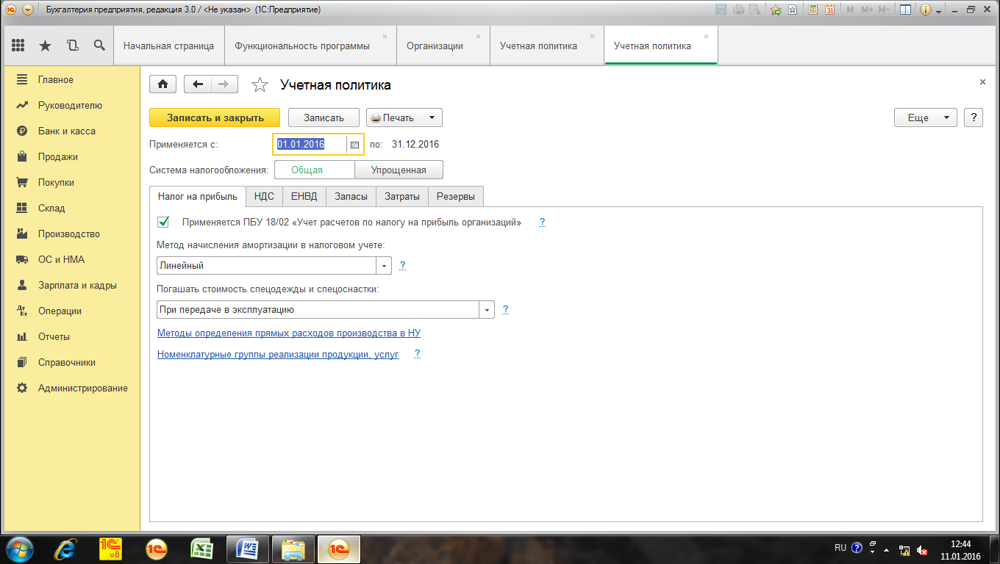 Бухгалтерия предприятия, редакция 3.0 / <Не указан> (1С:Предприятие)
M M+ M-
Начальная страница
Функциональность программы
Организации
Учетная политика
Учетная политика
Главное
Руководителю
Банк и касса
Продажи
Покупки
Склад
Производство
ОС и НМА
Зарплата и кадры
Операции
Отчеты
Справочники
Администрирование
Учетная политика
Записать и закрыть Записать Печать Еще ?
Применяется с: 01.01.2016 по: 31.12.2016
Система налогообложения: Общая Упрощенная
Налог на прибыль НДС ЕНВД Запасы Затраты Резервы
Применяется ПБУ 18/02 «Учет расчетов по налогу на прибыль организаций» ?
Метод начисления амортизации в налоговом учете:
Линейный ?
Погашать стоимость спецодежды и спецоснастки:
При передаче в эксплуатацию ?
Методы определения прямых расходов производства в НУ
Номенклатурные группы реализации продукции, услуг ?
RU
12:44
11.01.2016